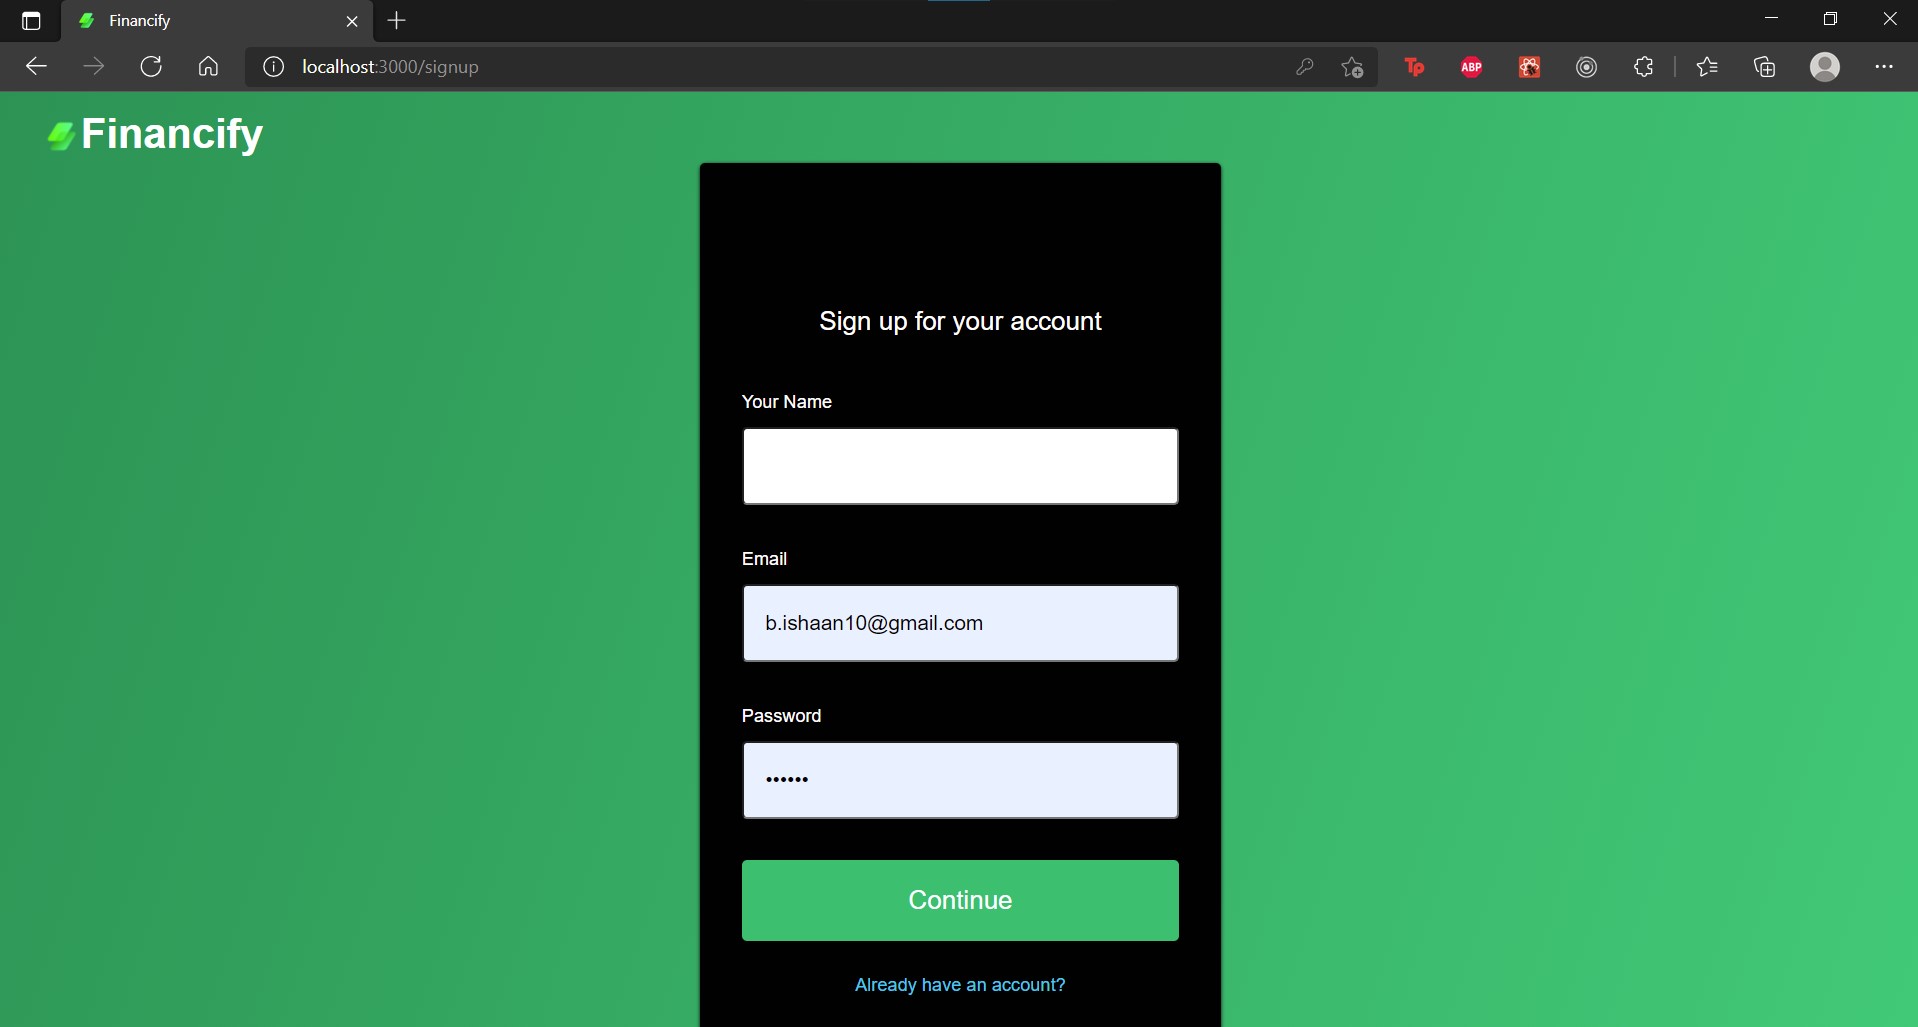 Financify
localhost:3000/signup
Tp
ABP
Financify
Sign up for your account
Your Name
Email
b.ishaan10@gmail.com
Password
••••••
Continue
Already have an account?